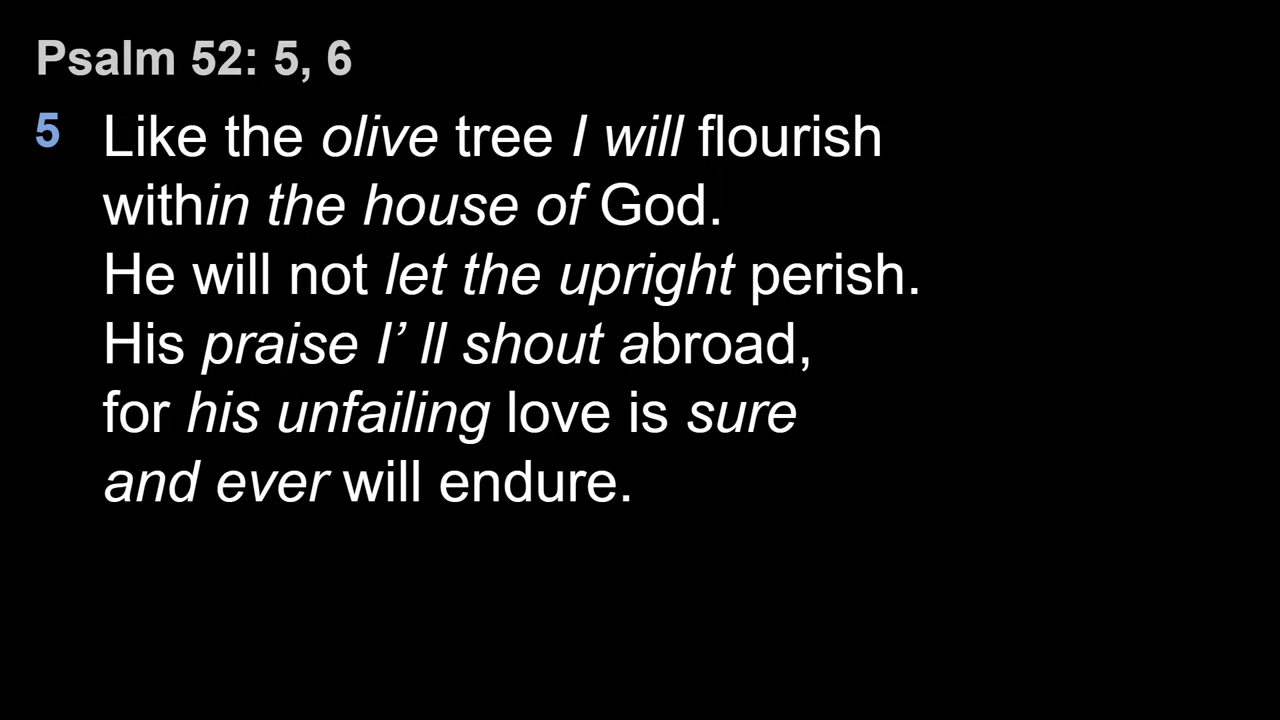 Psalm 52: 5, 6
5 Like the olive tree I will flourish
within the house of God.
He will not let the upright perish.
His praise I’ ll shout abroad,
for his unfailing love is sure
and ever will endure.